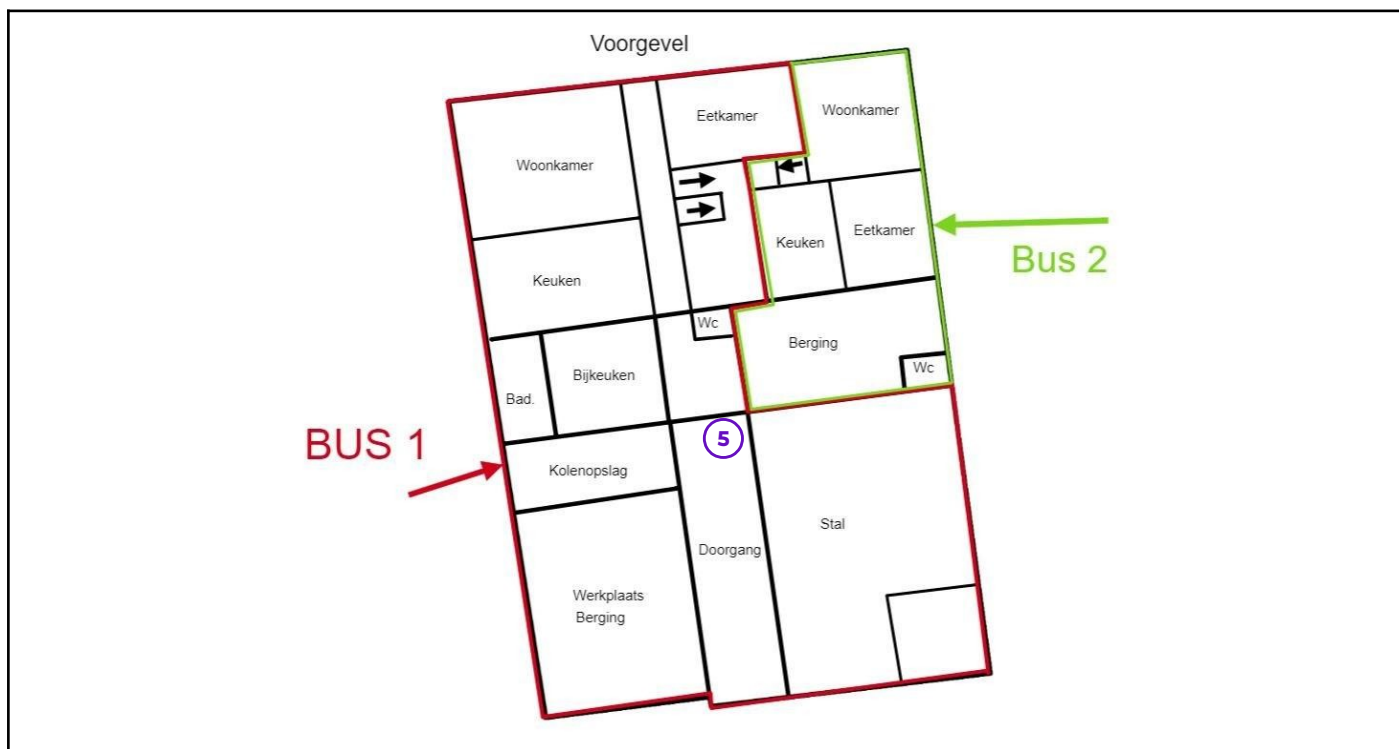 Voorgevel
Eetkamer
Woonkamer
Woonkamer
Keuken
Eetkamer
Bus 2
Keuken
Wc
Berging
Wc
Bijkeuken
Bad.
5
BUS 1
Kolenopslag
Stal
Doorgang
Werkplaats
Berging